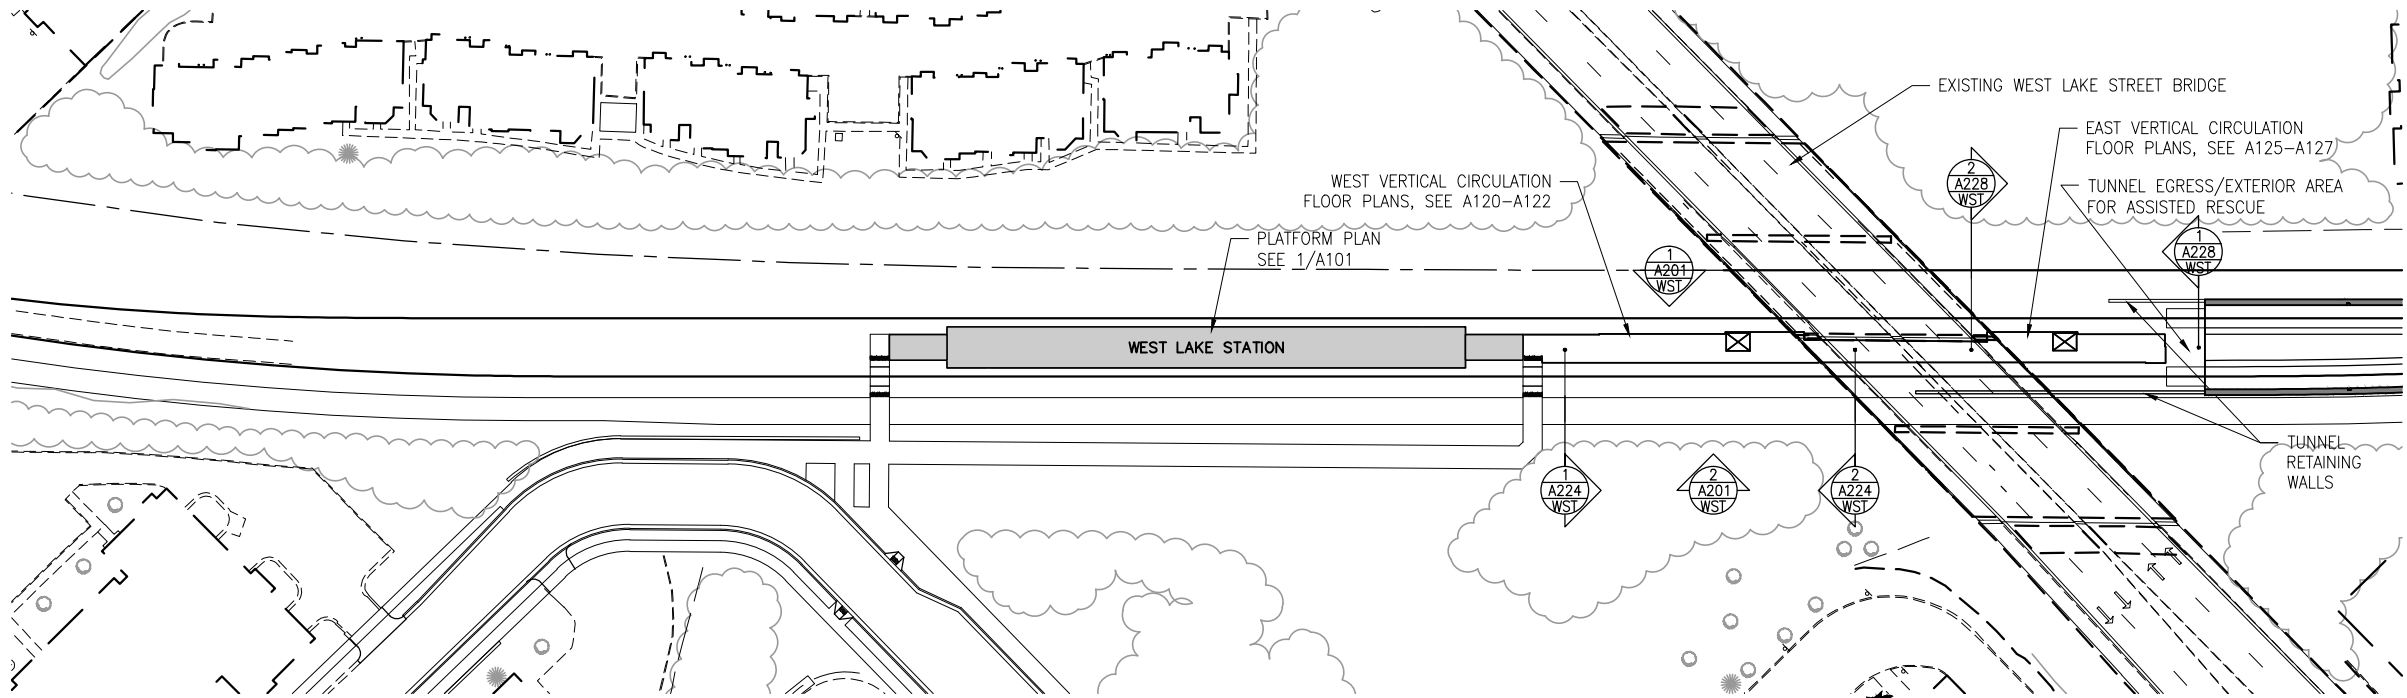 EXISTING WEST LAKE STREET BRIDGE
EAST VERTICAL CIRCULATION
FLOOR PLANS, SEE A125-A127
WEST VERTICAL CIRCULATION
FLOOR PLANS, SEE A120-A122
2
A228
WST
TUNNEL EGRESS/EXTERIOR AREA
FOR ASSISTED RESCUE
PLATFORM PLAN
SEE 1/A101
1
A201
WST
1
A228
WST
WEST LAKE STATION
TUNNEL
RETAINING
WALLS
1
A224
WST
2
A201
WST
2
A224
WST